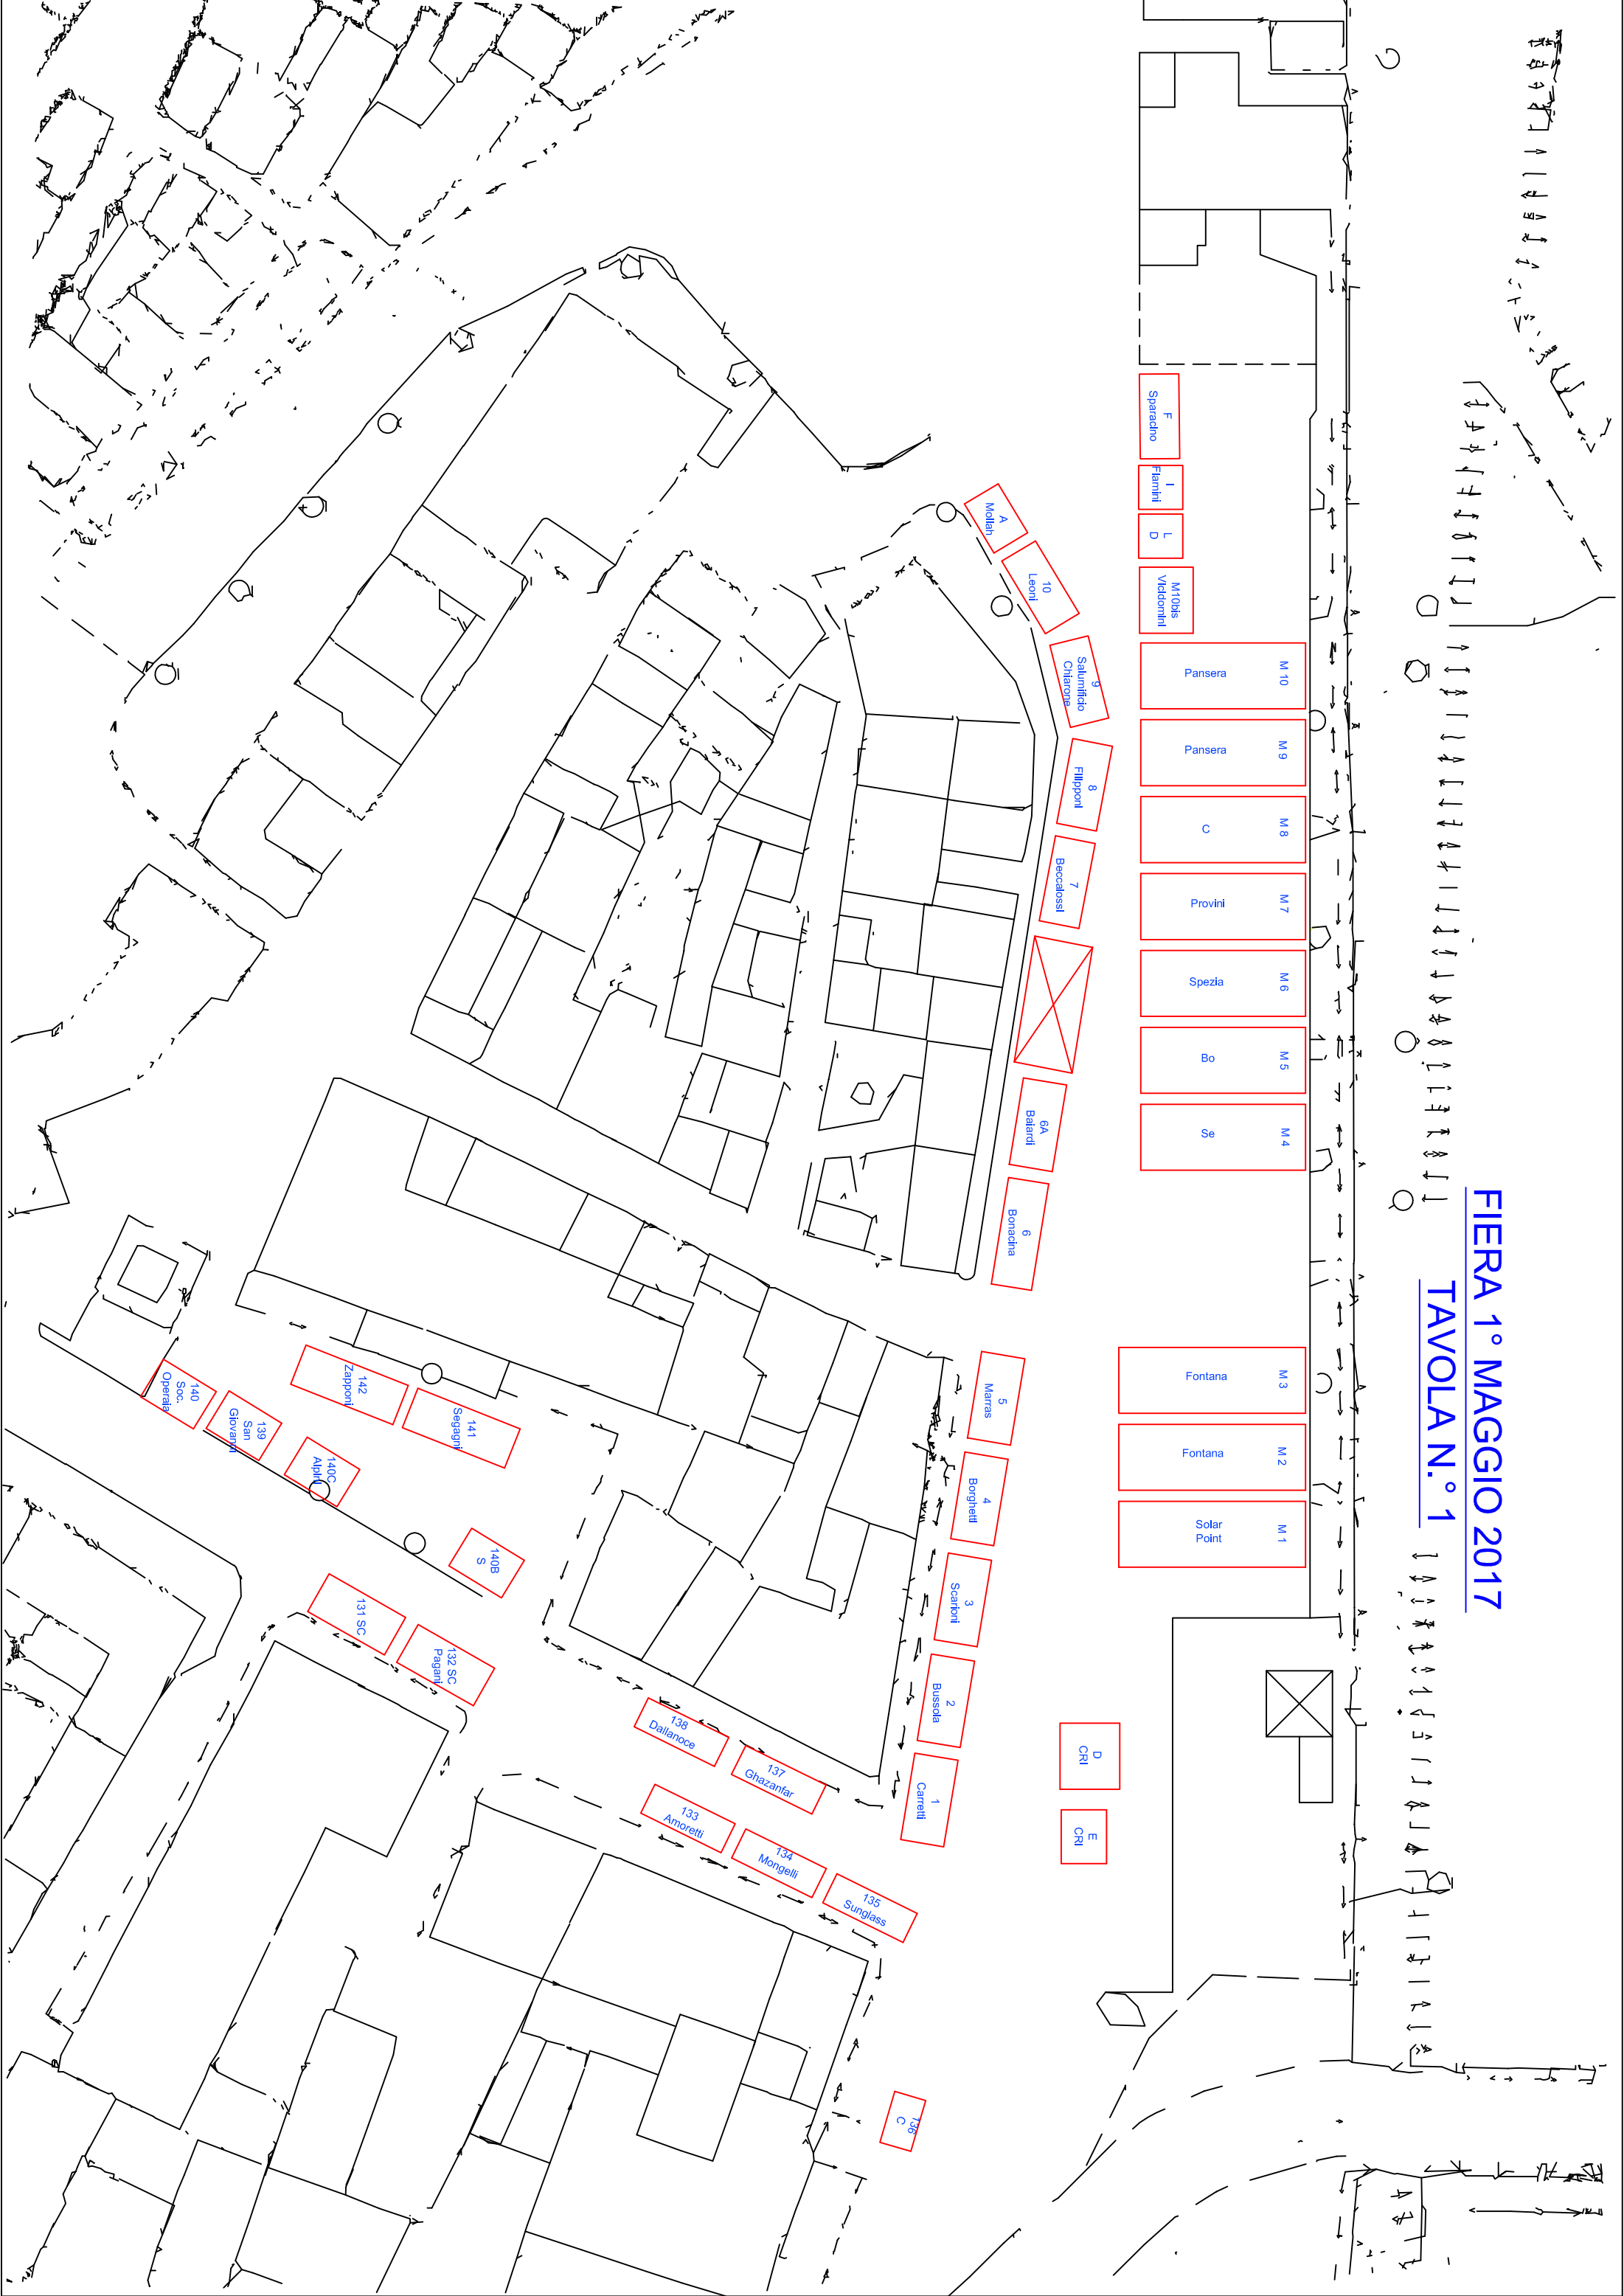 FIERA 1° MAGGIO 2017
TAVOLA N.° 1
F
Sparacino
I
Flamini
L
D
M10bis
Vicidomini
M 10
Pansera
M 9
Pansera
M 8
C
M 7
Provini
M 6
Spezia
M 5
Bo
M 4
Se
M 3
Fontana
M 2
Fontana
M 1
Solar
Point
D
CRI
E
CRI
A
Mollah
10
Leoni
9
Salumificio
Chiarone
8
Filipponi
7
Beccalossi
6A
Baiardi
6
Bonacina
5
Marras
4
Borghetti
3
Scarioni
2
Bussola
1
Carretti
142
Zapponi
141
Segagni
140
Soc.
Operaia
139
San
Giovanni
140C
Alpini
140B
S
131 SC
132 SC
Pagani
138
Dallanoce
137
Ghazanfar
133
Amoretti
134
Mongelli
135
Sunglass
136
C